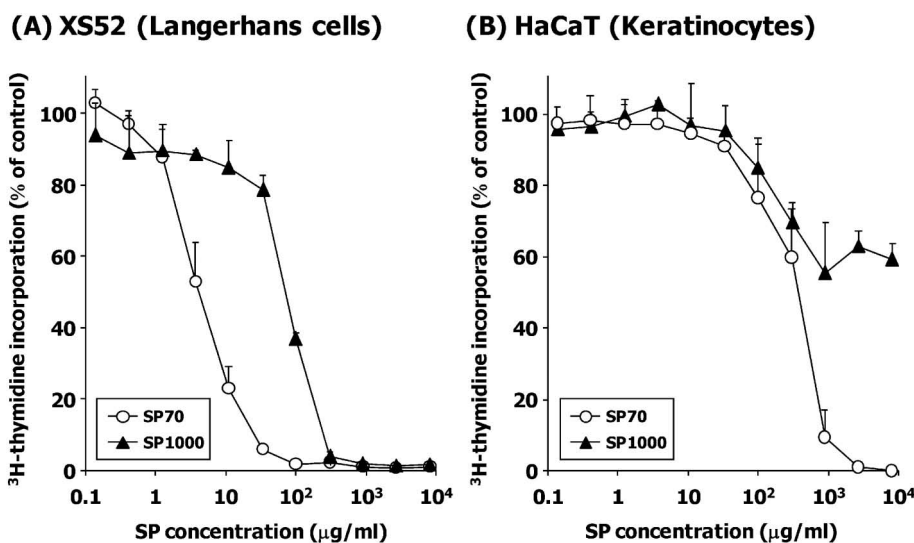 (A) XS52 (Langerhans cells)
³H-thymidine incorporation (% of control)
100
80
60
40
20
0
SP70
SP1000
0.1 1 10 10² 10³ 10⁴
SP concentration (µg/ml)
(B) HaCaT (Keratinocytes)
³H-thymidine incorporation (% of control)
100
80
60
40
20
0
SP70
SP1000
0.1 1 10 10² 10³ 10⁴
SP concentration (µg/ml)